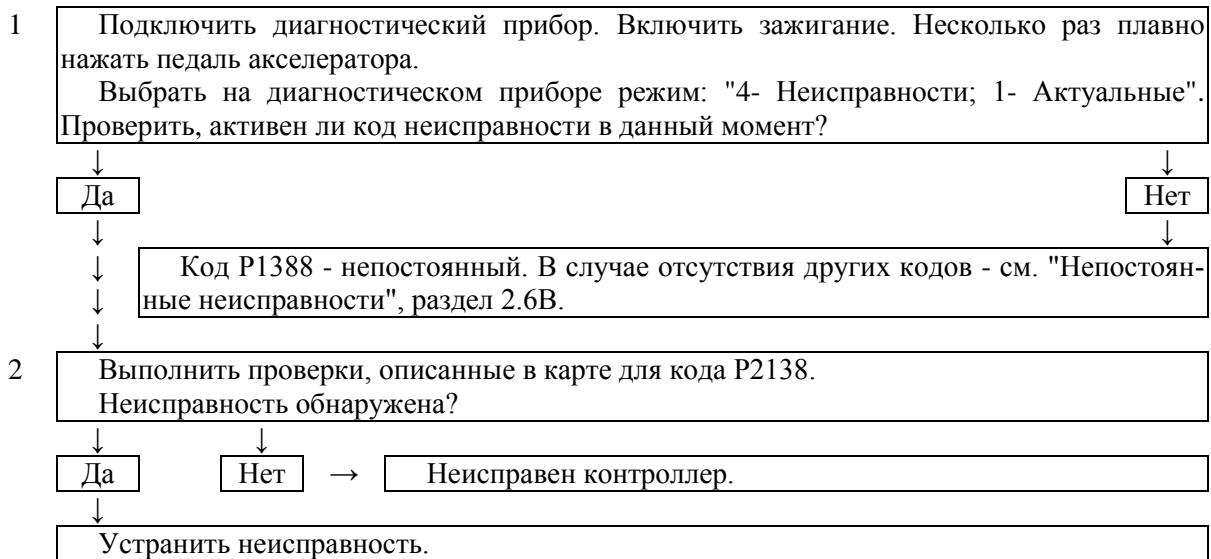 1 Подключить диагностический прибор. Включить зажигание. Несколько раз плавно
нажать педаль акселератора.
Выбрать на диагностическом приборе режим: "4- Неисправности; 1- Актуальные".
Проверить, активен ли код неисправности в данный момент?
↓ ↓
Да Нет
↓ ↓
↓ Код P1388 - непостоянный. В случае отсутствия других кодов - см. "Непостоян-
↓ ные неисправности", раздел 2.6В.
↓
2 Выполнить проверки, описанные в карте для кода P2138.
Неисправность обнаружена?
↓ ↓
Да Нет → Неисправен контроллер.
↓
Устранить неисправность.